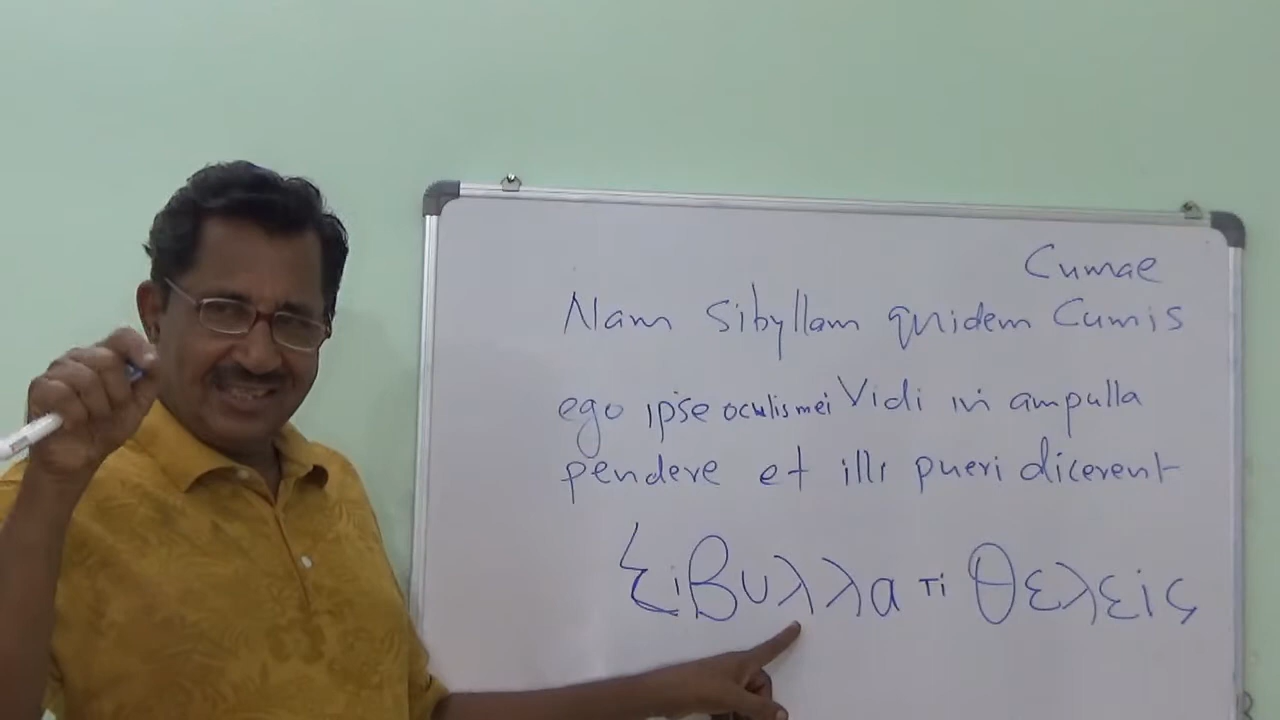 Cumae
Nam Sibyllam quidem Cumis
ego ipse oculis mei Vidi in ampulla
pendere et illi pueri dicerent
Σιβυλλα τι Θελεις